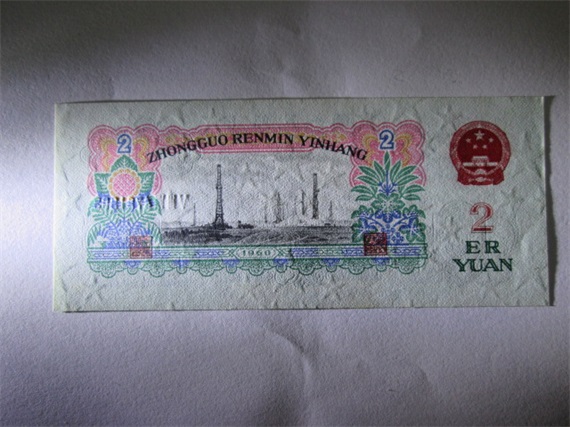 2
ZHONGGUO RENMIN YINHANG
2
1960
2
ER
YUAN